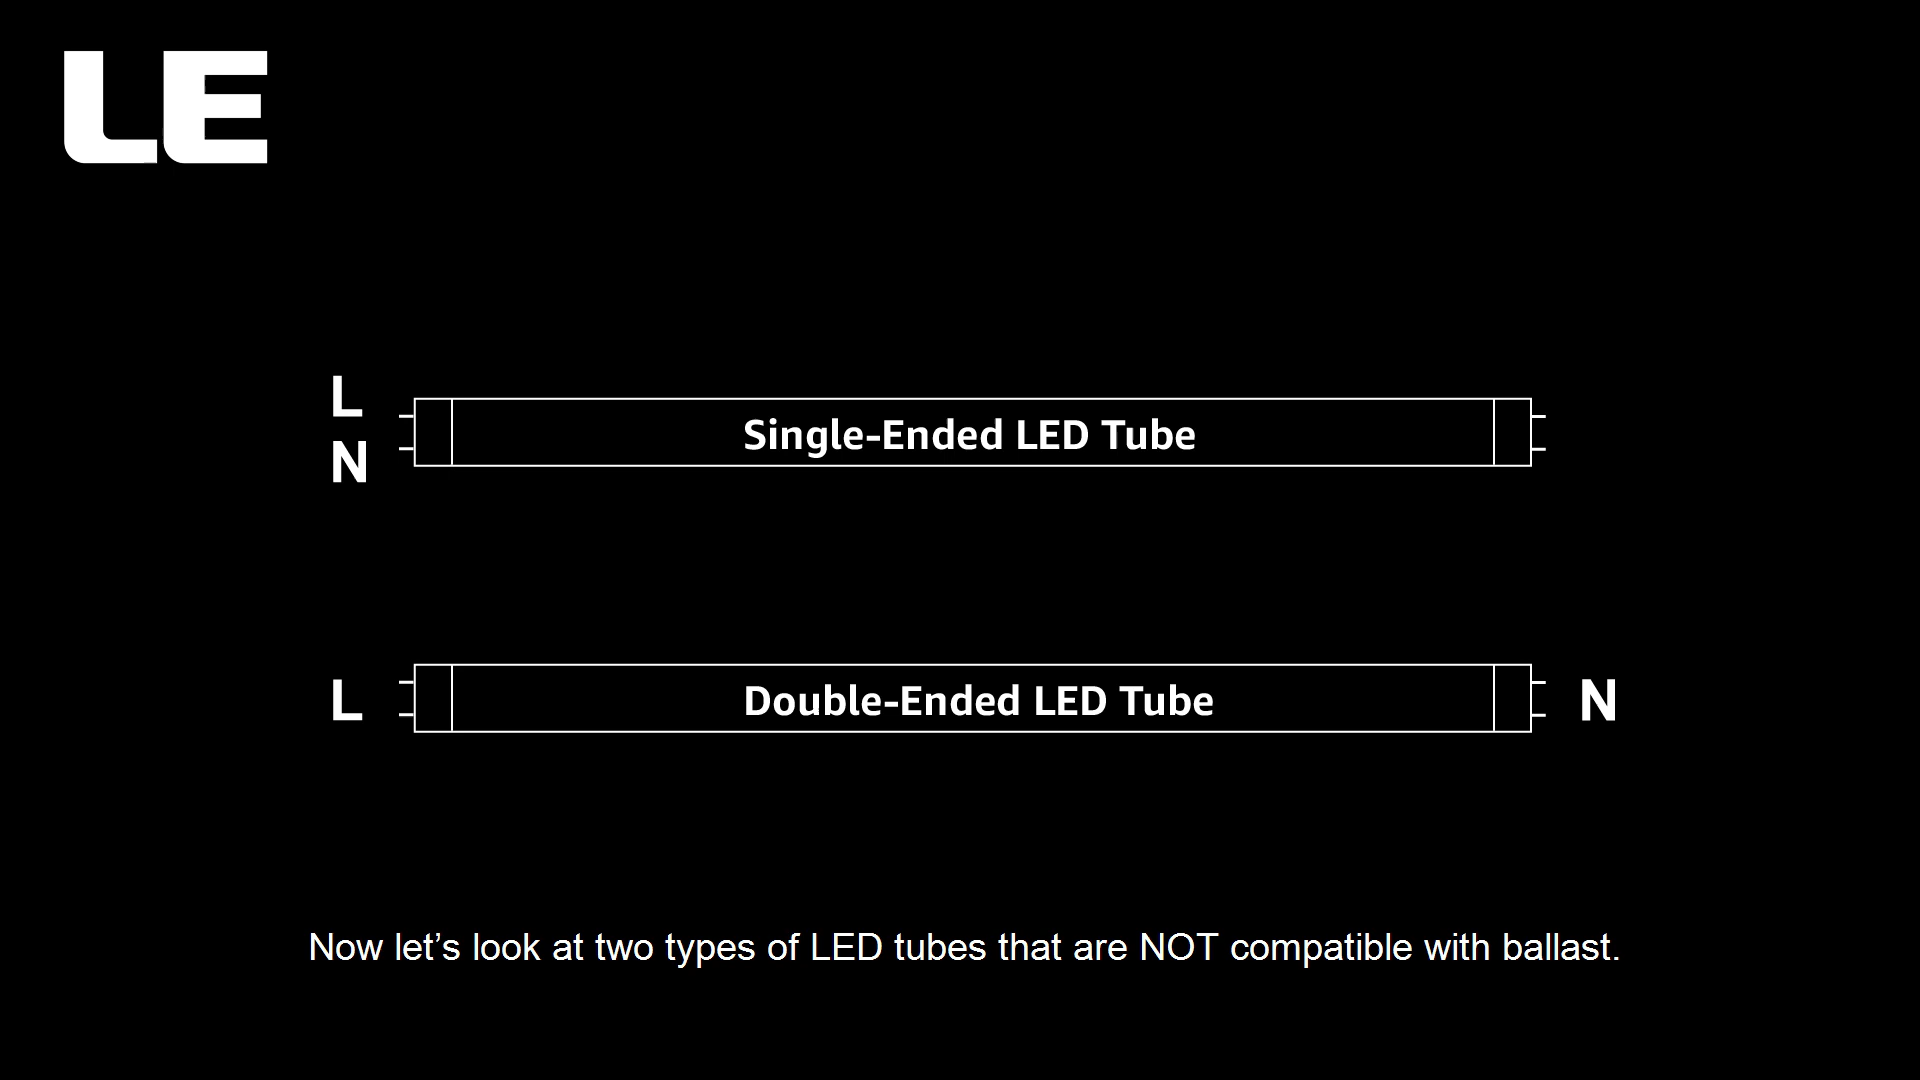 LE
L
N
Single-Ended LED Tube
L
Double-Ended LED Tube
N
Now let’s look at two types of LED tubes that are NOT compatible with ballast.